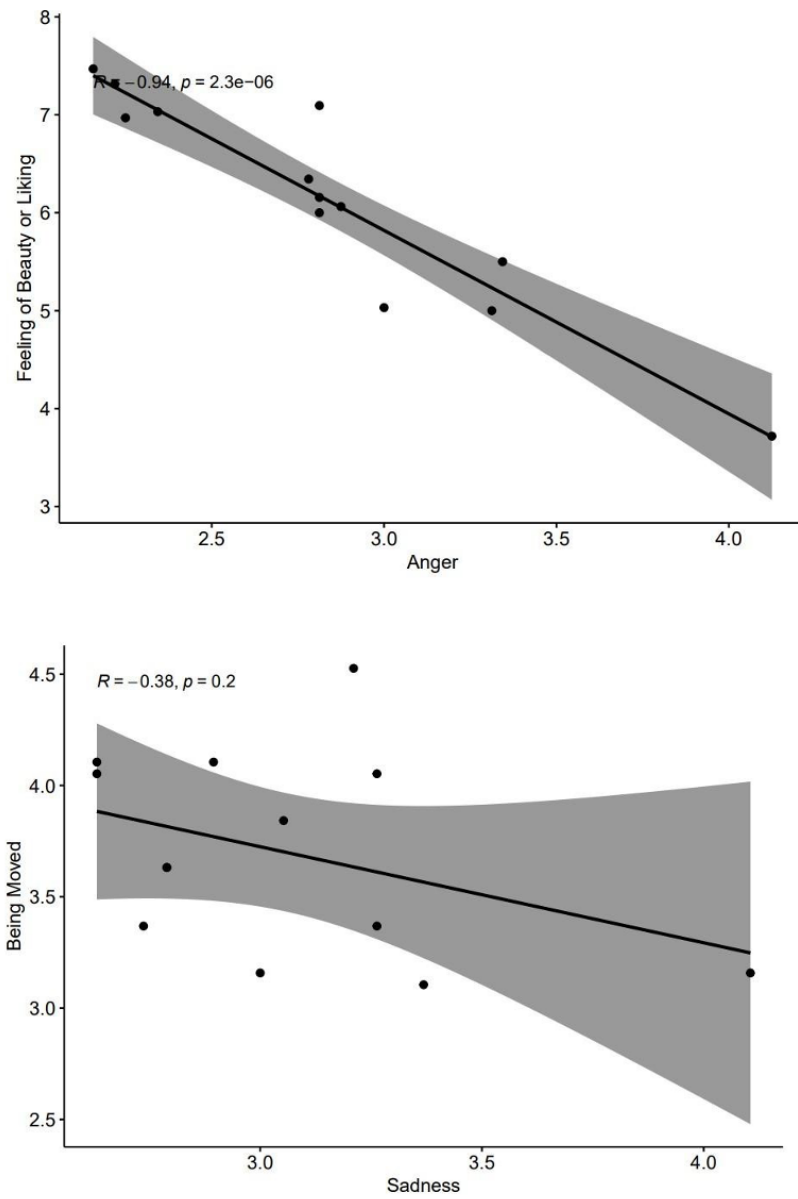 8
R = −0.94, p = 2.3e−06
7
6
5
4
3
Feeling of Beauty or Liking
2.5 3.0 3.5 4.0
Anger
4.5
R = −0.38, p = 0.2
4.0
3.5
3.0
2.5
Being Moved
3.0 3.5 4.0
Sadness